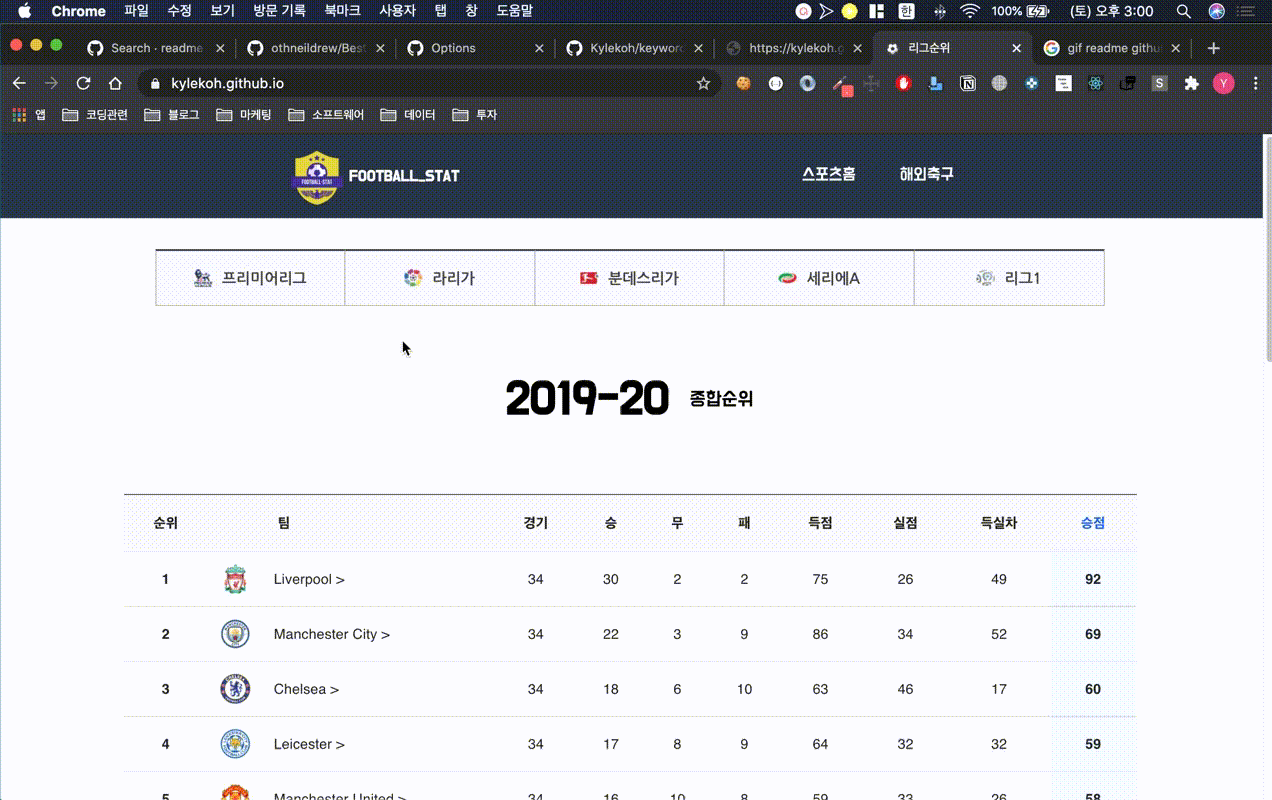 Chrome 파일 수정 보기 방문 기록 북마크 사용자 탭 창 도움말 한 100% (토) 오후 3:00
Search · readme othneildrew/Best Options Kylekoh/keyword https://kylekoh.g 리그순위 gif readme githu
kylekoh.github.io S Y
앱 코딩관련 블로그 마케팅 소프트웨어 데이터 투자
FOOTBALL-STAT FOOTBALL_STAT 스포츠홈 해외축구
프리미어리그 라리가 분데스리가 세리에A 리그1
2019-20 종합순위
순위 팀 경기 승 무 패 득점 실점 득실차 승점
1 Liverpool > 34 30 2 2 75 26 49 92
2 Manchester City > 34 22 3 9 86 34 52 69
3 Chelsea > 34 18 6 10 63 46 17 60
4 Leicester > 34 17 8 9 64 32 32 59
5 Manchester United > 34 16 10 8 59 33 26 58